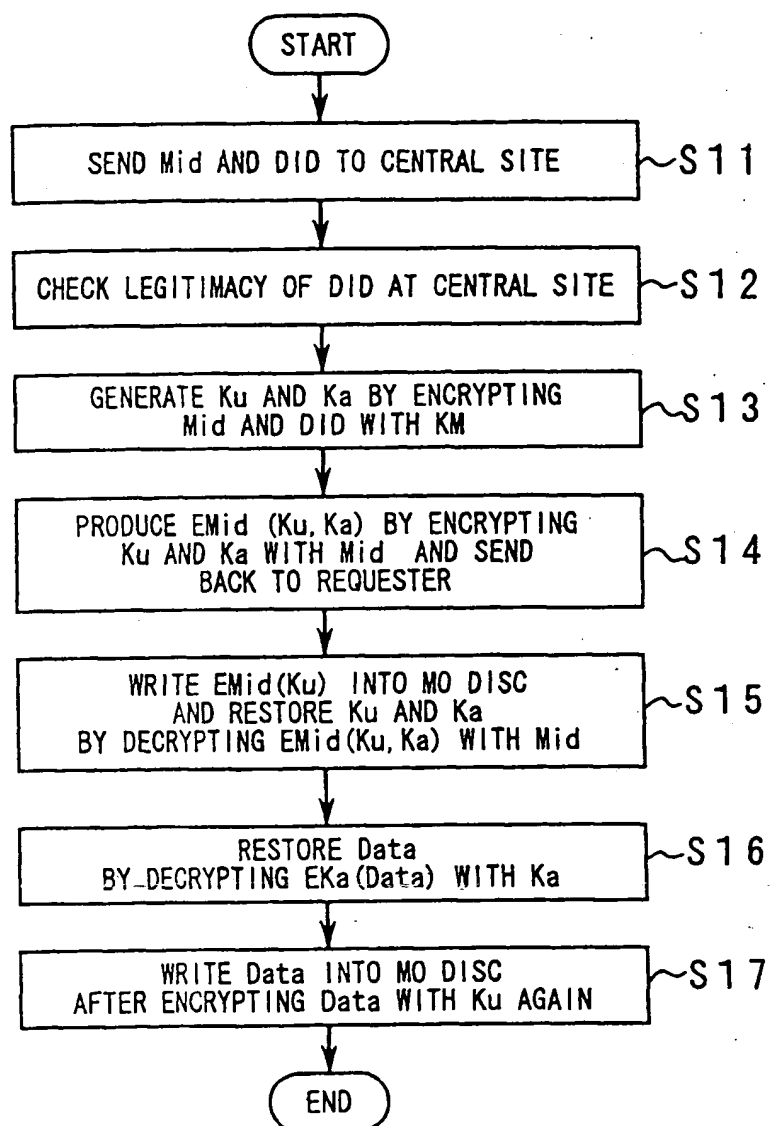 START
SEND Mid AND DID TO CENTRAL SITE
S11
CHECK LEGITIMACY OF DID AT CENTRAL SITE
S12
GENERATE Ku AND Ka BY ENCRYPTING
Mid AND DID WITH KM
S13
PRODUCE EMid (Ku, Ka) BY ENCRYPTING
Ku AND Ka WITH Mid AND SEND
BACK TO REQUESTER
S14
WRITE EMid(Ku) INTO MO DISC
AND RESTORE Ku AND Ka
BY DECRYPTING EMid(Ku, Ka) WITH Mid
S15
RESTORE Data
BY DECRYPTING EKa(Data) WITH Ka
S16
WRITE Data INTO MO DISC
AFTER ENCRYPTING Data WITH Ku AGAIN
S17
END